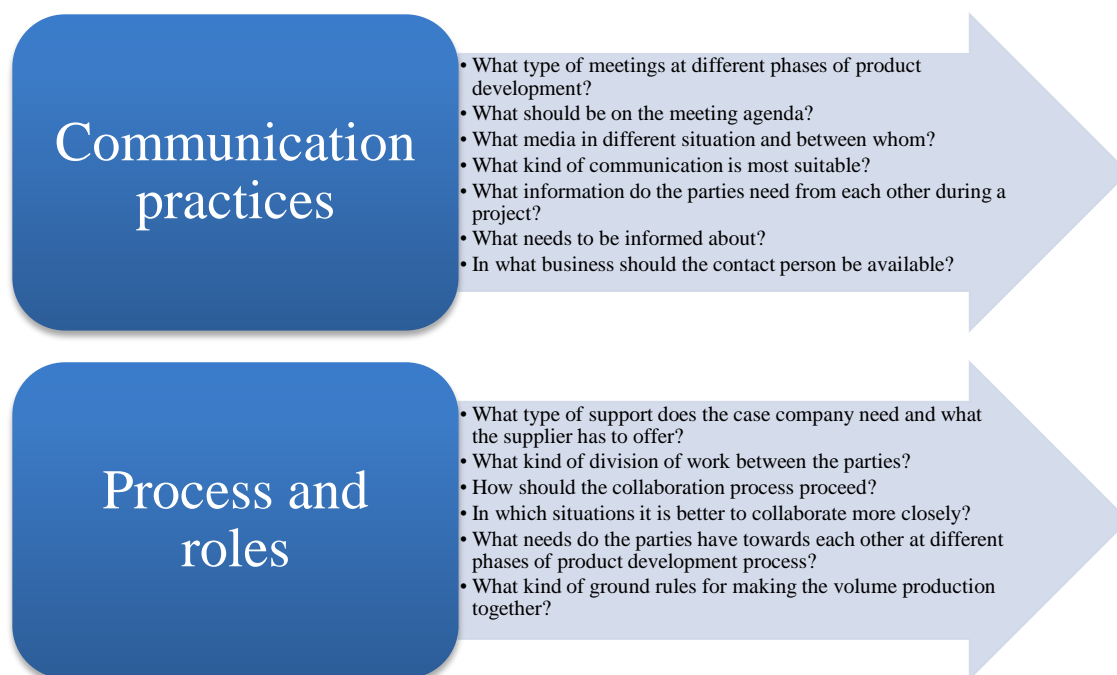 Communication
practices
• What type of meetings at different phases of product
development?
• What should be on the meeting agenda?
• What media in different situation and between whom?
• What kind of communication is most suitable?
• What information do the parties need from each other during a
project?
• What needs to be informed about?
• In what business should the contact person be available?
Process and
roles
• What type of support does the case company need and what
the supplier has to offer?
• What kind of division of work between the parties?
• How should the collaboration process proceed?
• In which situations it is better to collaborate more closely?
• What needs do the parties have towards each other at different
phases of product development process?
• What kind of ground rules for making the volume production
together?